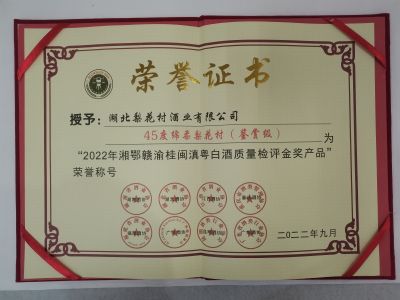 荣誉证书
授予：湖北梨花村酒业有限公司
45度绵柔梨花村（鉴赏级）为
“2022年湘鄂赣渝桂闽滇粤白酒质量检评金奖产品”
荣誉称号
二〇二二年九月